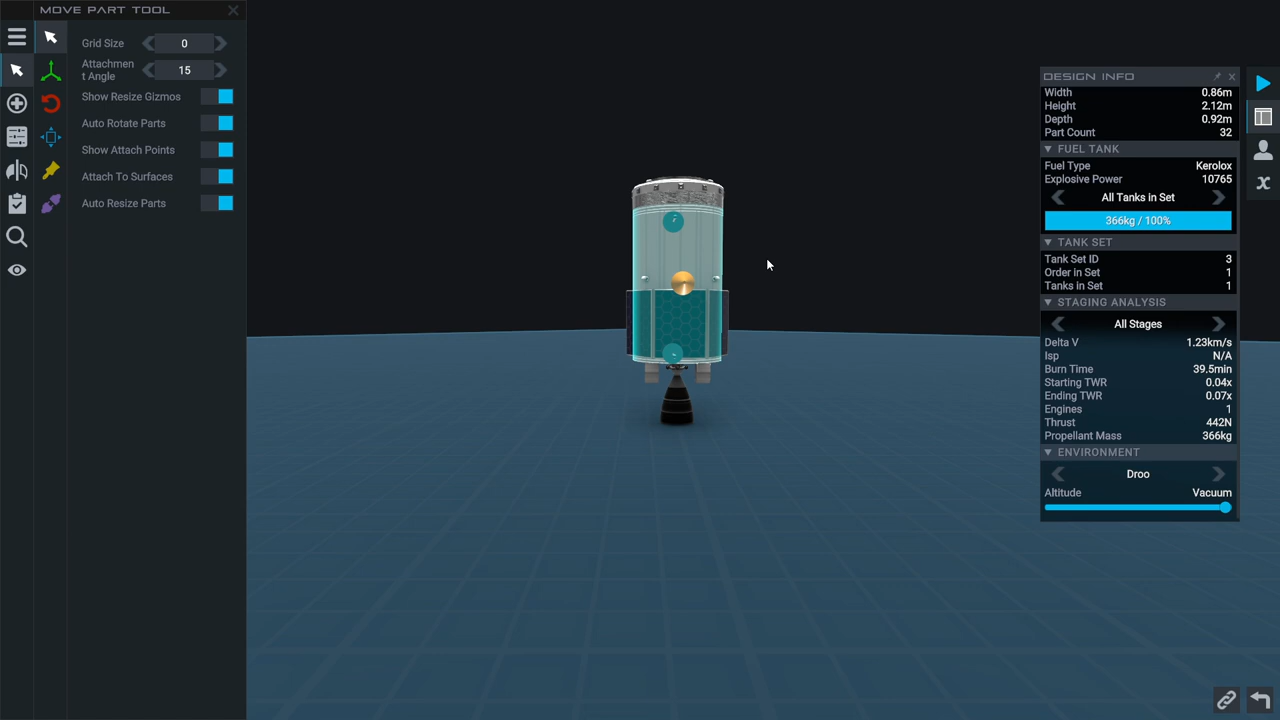 MOVE PART TOOL
Grid Size 0
Attachmen
t Angle 15
Show Resize Gizmos
Auto Rotate Parts
Show Attach Points
Attach To Surfaces
Auto Resize Parts
DESIGN INFO
Width 0.86m
Height 2.12m
Depth 0.92m
Part Count 32
FUEL TANK
Fuel Type Kerolox
Explosive Power 10765
All Tanks in Set
366kg / 100%
TANK SET
Tank Set ID 3
Order in Set 1
Tanks in Set 1
STAGING ANALYSIS
All Stages
Delta V 1.23km/s
Isp N/A
Burn Time 39.5min
Starting TWR 0.04x
Ending TWR 0.07x
Engines 1
Thrust 442N
Propellant Mass 366kg
ENVIRONMENT
Droo
Altitude Vacuum